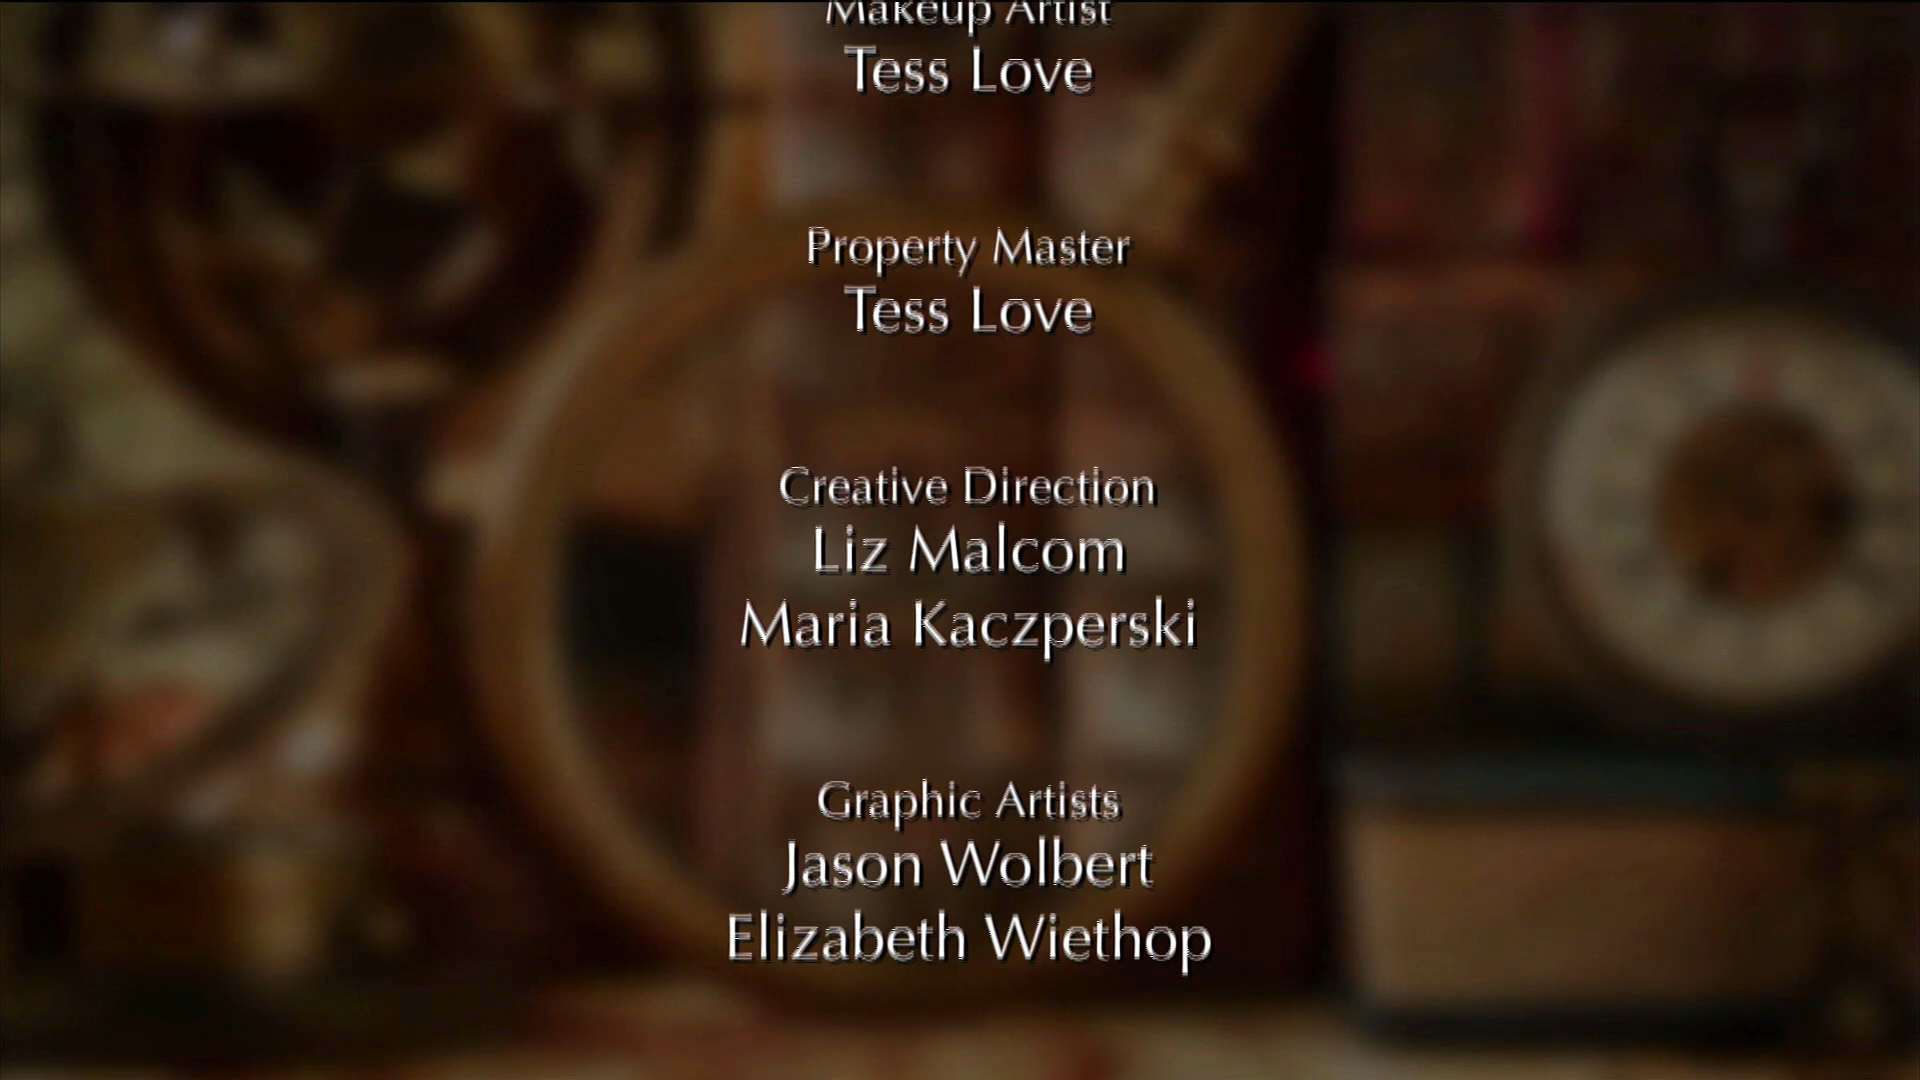 Makeup Artist
Tess Love
Property Master
Tess Love
Creative Direction
Liz Malcom
Maria Kaczperski
Graphic Artists
Jason Wolbert
Elizabeth Wiethop